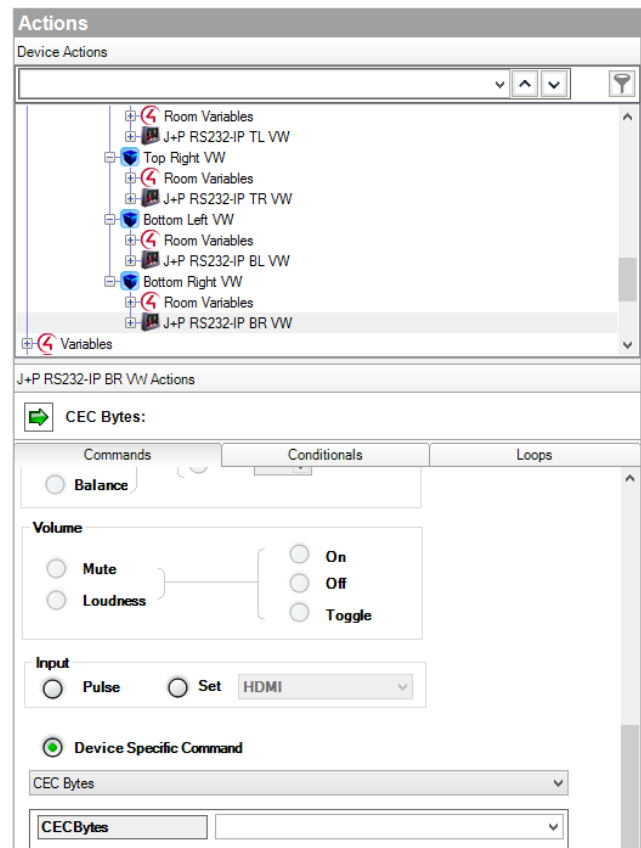 Actions
Device Actions
Room Variables
J+P RS232-IP TL VW
Top Right VW
Room Variables
J+P RS232-IP TR VW
Bottom Left VW
Room Variables
J+P RS232-IP BL VW
Bottom Right VW
Room Variables
J+P RS232-IP BR VW
Variables
J+P RS232-IP BR VW Actions
CEC Bytes:
Commands Conditionals Loops
Balance
Volume
Mute
Loudness
On
Off
Toggle
Input
Pulse Set HDMI
Device Specific Command
CEC Bytes
CECBytes